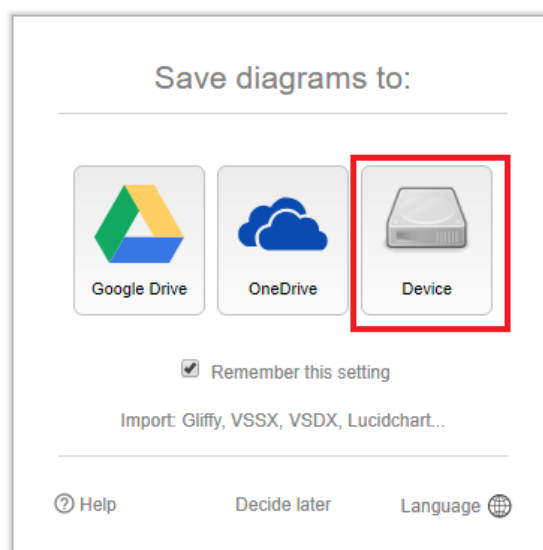 Save diagrams to:
Google Drive OneDrive Device
Remember this setting
Import: Gliffy, VSSX, VSDX, Lucidchart...
Help Decide later Language